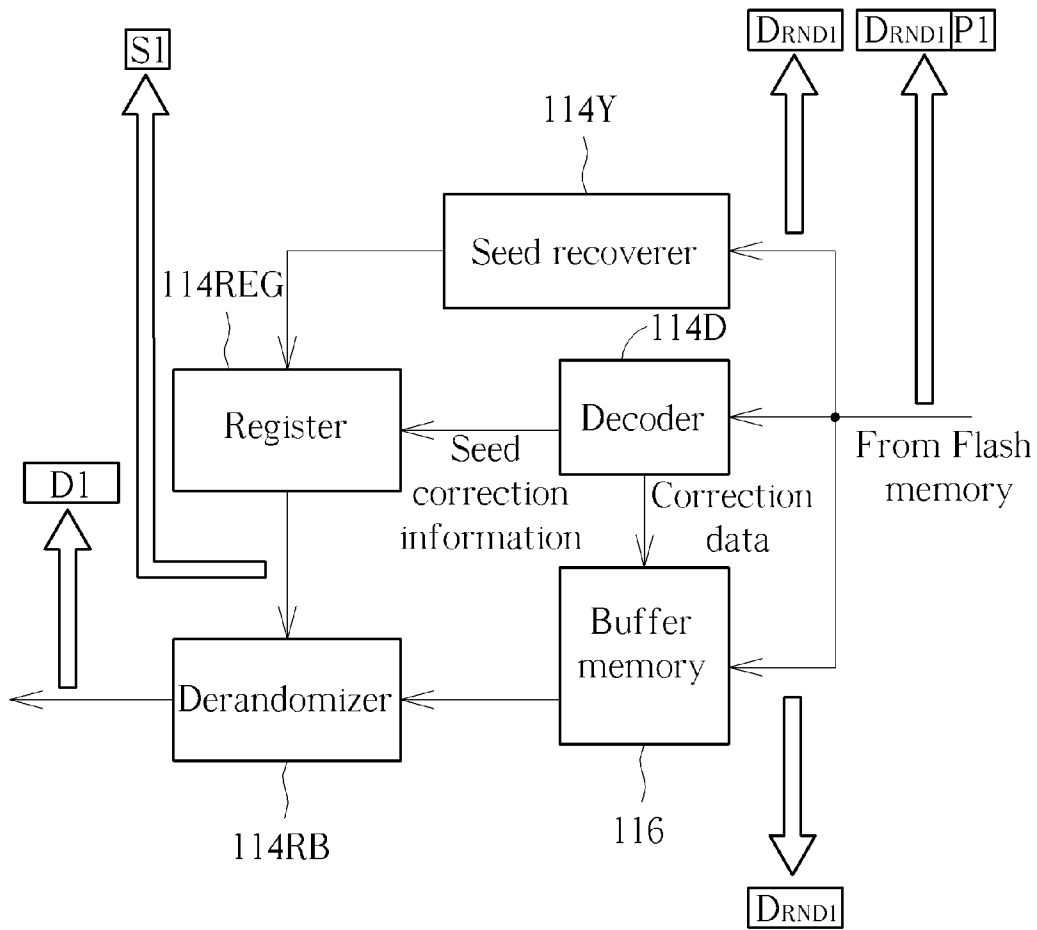 S1
DRND1
DRND1 P1
114Y
Seed recoverer
114REG
114D
Register
Decoder
From Flash
memory
Seed
correction
information
Correction
data
D1
Buffer
memory
Derandomizer
116
114RB
DRND1